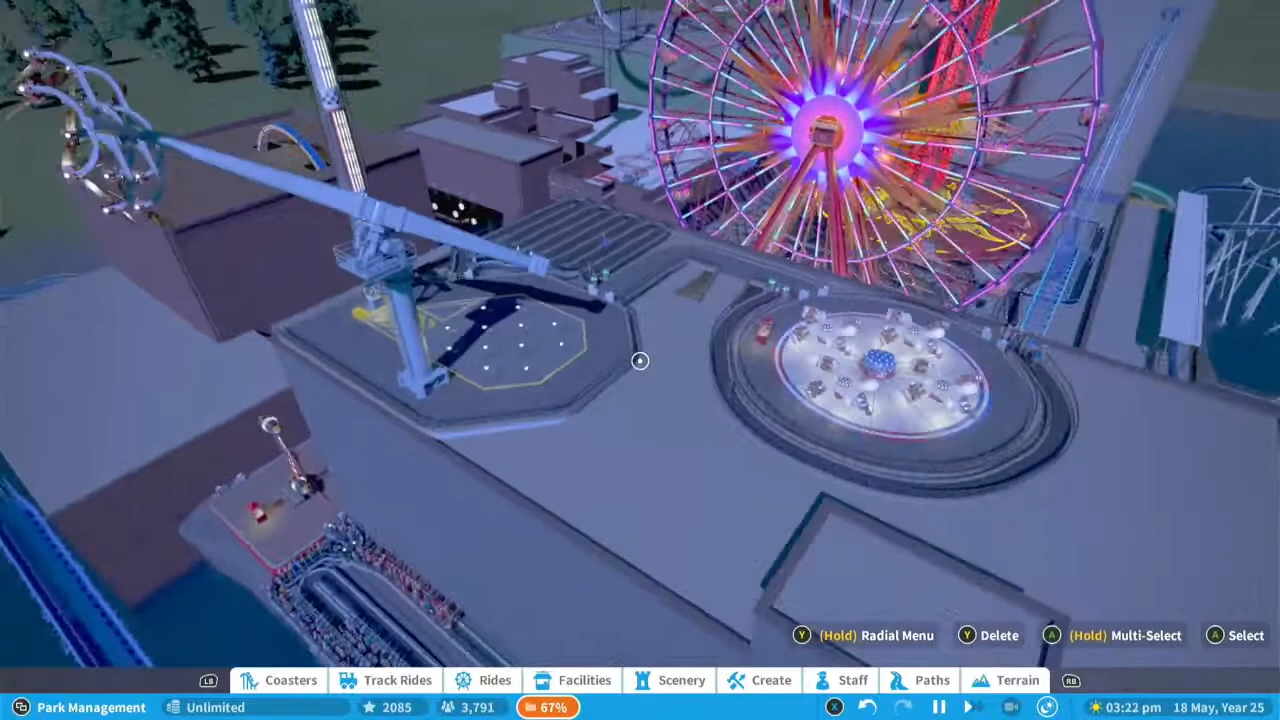 Y (Hold) Radial Menu Y Delete A (Hold) Multi-Select A Select
LB Coasters Track Rides Rides Facilities Scenery Create Staff Paths Terrain RB
Park Management Unlimited 2085 3,791 67% X 03:22 pm 18 May, Year 25